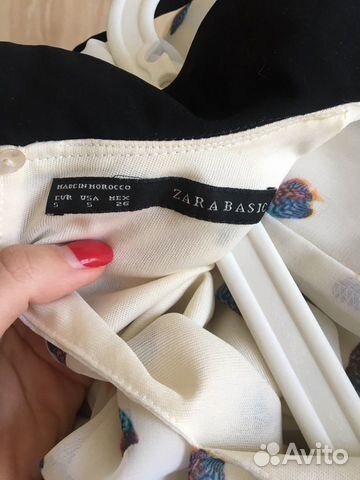 MADE IN MOROCCO
EUR USA MEX
S S 26
ZARA BASIC
Avito